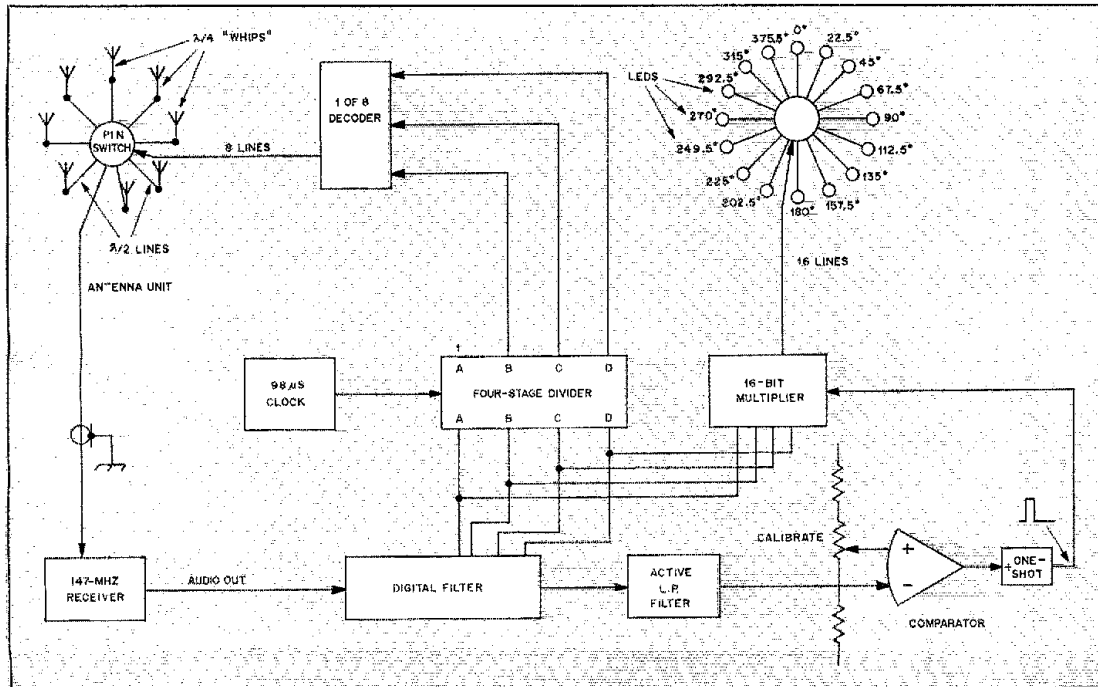 λ/4 "WHIPS"
PIN
SWITCH
8 LINES
1 OF 8
DECODER
λ/2 LINES
ANTENNA UNIT
LEDS
0°
22.5°
45°
67.5°
90°
112.5°
135°
157.5°
180°
202.5°
225°
249.5°
270°
292.5°
315°
375.5°
16 LINES
98 µS
CLOCK
1
A B C D
FOUR-STAGE DIVIDER
A B C D
16-BIT
MULTIPLIER
CALIBRATE
+
−
COMPARATOR
+ ONE-
SHOT
147-MHZ
RECEIVER
AUDIO OUT
DIGITAL FILTER
ACTIVE
L.P.
FILTER